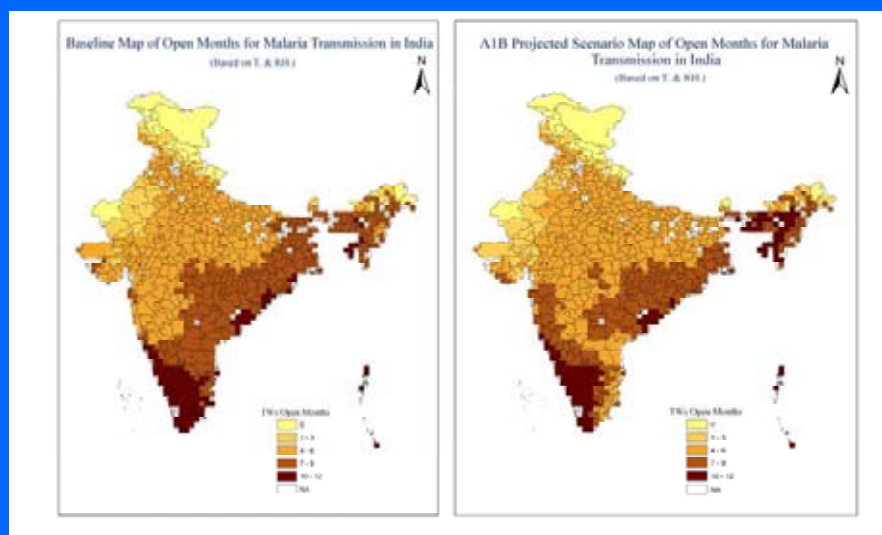 Baseline Map of Open Months for Malaria Transmission in India
(Based on T. & RH.)
N
TWs Open Months
0
1 - 3
4 - 6
7 - 9
10 - 12
NA
A1B Projected Scenario Map of Open Months for Malaria
Transmission in India
(Based on T. & RH.)
N
TWs Open Months
0
1 - 3
4 - 6
7 - 9
10 - 12
NA